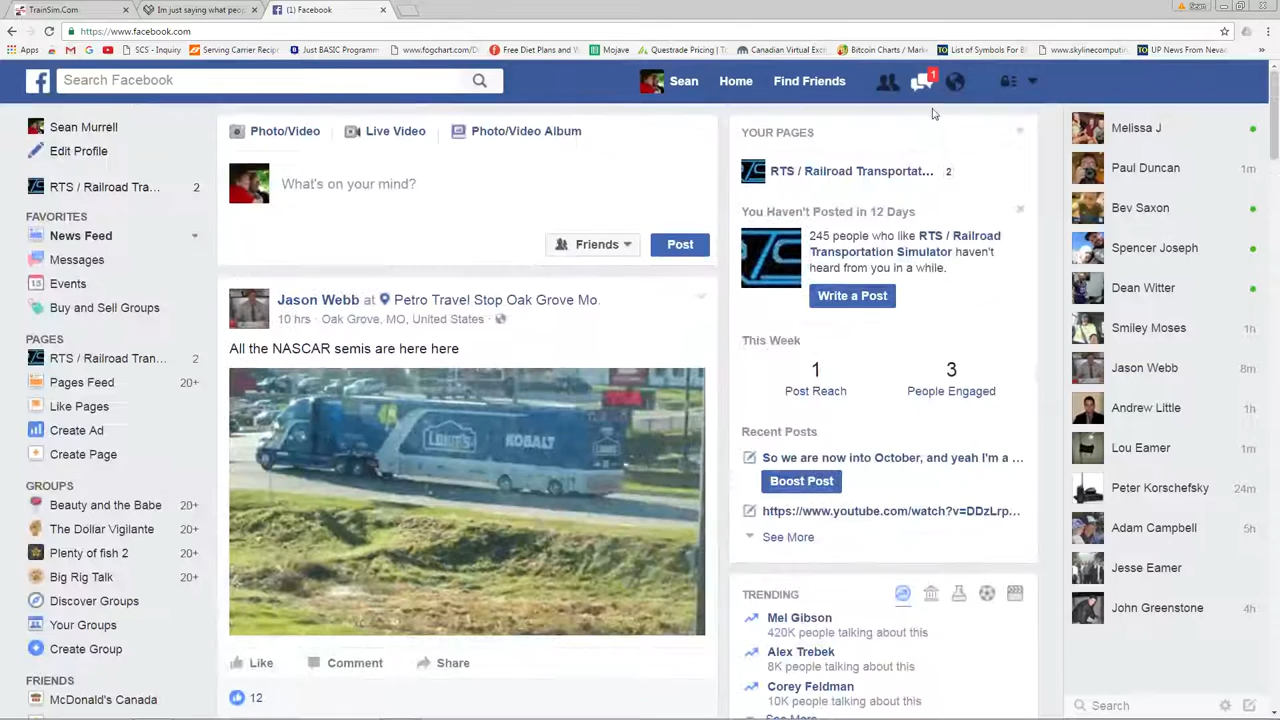 TrainSim.Com
Im just saying what peop
(1) Facebook
Sean
https://www.facebook.com
Apps
SCS - Inquiry
Serving Carrier Recip
Just BASIC Programm
www.fogchart.com/D
Free Diet Plans and W
Mojave
Questrade Pricing | T
Canadian Virtual Exc
Bitcoin Charts / Mark
List of Symbols For E
www.skylinecomputin
UP News From Neva
Search Facebook
Sean
Home
Find Friends
1
Sean Murrell
Edit Profile
RTS / Railroad Tra... 2
FAVORITES
News Feed
Messages
Events
Buy and Sell Groups
PAGES
RTS / Railroad Tran... 2
Pages Feed 20+
Like Pages
Create Ad
Create Page
GROUPS
Beauty and the Babe 20+
The Dollar Vigilante 20+
Plenty of fish 2 20+
Big Rig Talk 20+
Discover Groups
Your Groups
Create Group
FRIENDS
McDonald's Canada
Photo/Video
Live Video
Photo/Video Album
What's on your mind?
Friends
Post
Jason Webb at Petro Travel Stop Oak Grove Mo.
10 hrs · Oak Grove, MO, United States ·
All the NASCAR semis are here here
LOWE'S
KOBALT
Like
Comment
Share
12
YOUR PAGES
RTS / Railroad Transportat... 2
You Haven't Posted in 12 Days
245 people who like RTS / Railroad
Transportation Simulator haven't
heard from you in a while.
Write a Post
This Week
1
Post Reach
3
People Engaged
Recent Posts
So we are now into October, and yeah I'm a ...
Boost Post
https://www.youtube.com/watch?v=DDzLrp...
See More
TRENDING
Mel Gibson
420K people talking about this
Alex Trebek
8K people talking about this
Corey Feldman
10K people talking about this
See More
Melissa J
Paul Duncan 1m
Bev Saxon
Spencer Joseph
Dean Witter
Smiley Moses 1h
Jason Webb 8m
Andrew Little 1h
Lou Eamer 1m
Peter Korschefsky 24m
Adam Campbell 5h
Jesse Eamer
John Greenstone 4h
Search